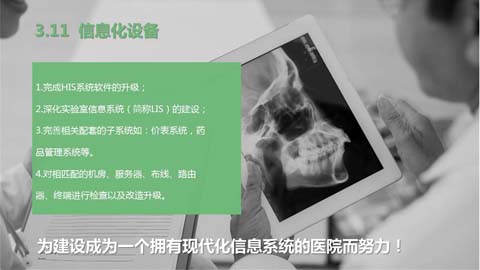 3.11 信息化设备
1.完成HIS系统软件的升级；
2.深化实验室信息系统（简称LIS）的建设；
3.完善相关配套的子系统如：价表系统，药
品管理系统等。
4.对相匹配的机房、服务器、布线、路由
器、终端进行检查以及改造升级。
为建设成为一个拥有现代化信息系统的医院而努力！